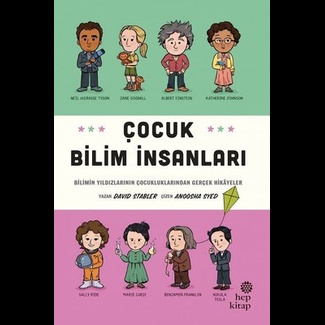 NEIL deGRASSE TYSON
JANE GOODALL
ALBERT EINSTEIN
KATHERINE JOHNSON
ÇOCUK
BİLİM İNSANLARI
BİLİMİN YILDIZLARININ ÇOCUKLUKLARINDAN GERÇEK HİKÂYELER
YAZAN DAVID STABLER ÇİZEN ANOOSHA SYED
SALLY RIDE
MARIE CURIE
BENJAMIN FRANKLIN
NIKOLA
TESLA
hep
kitap